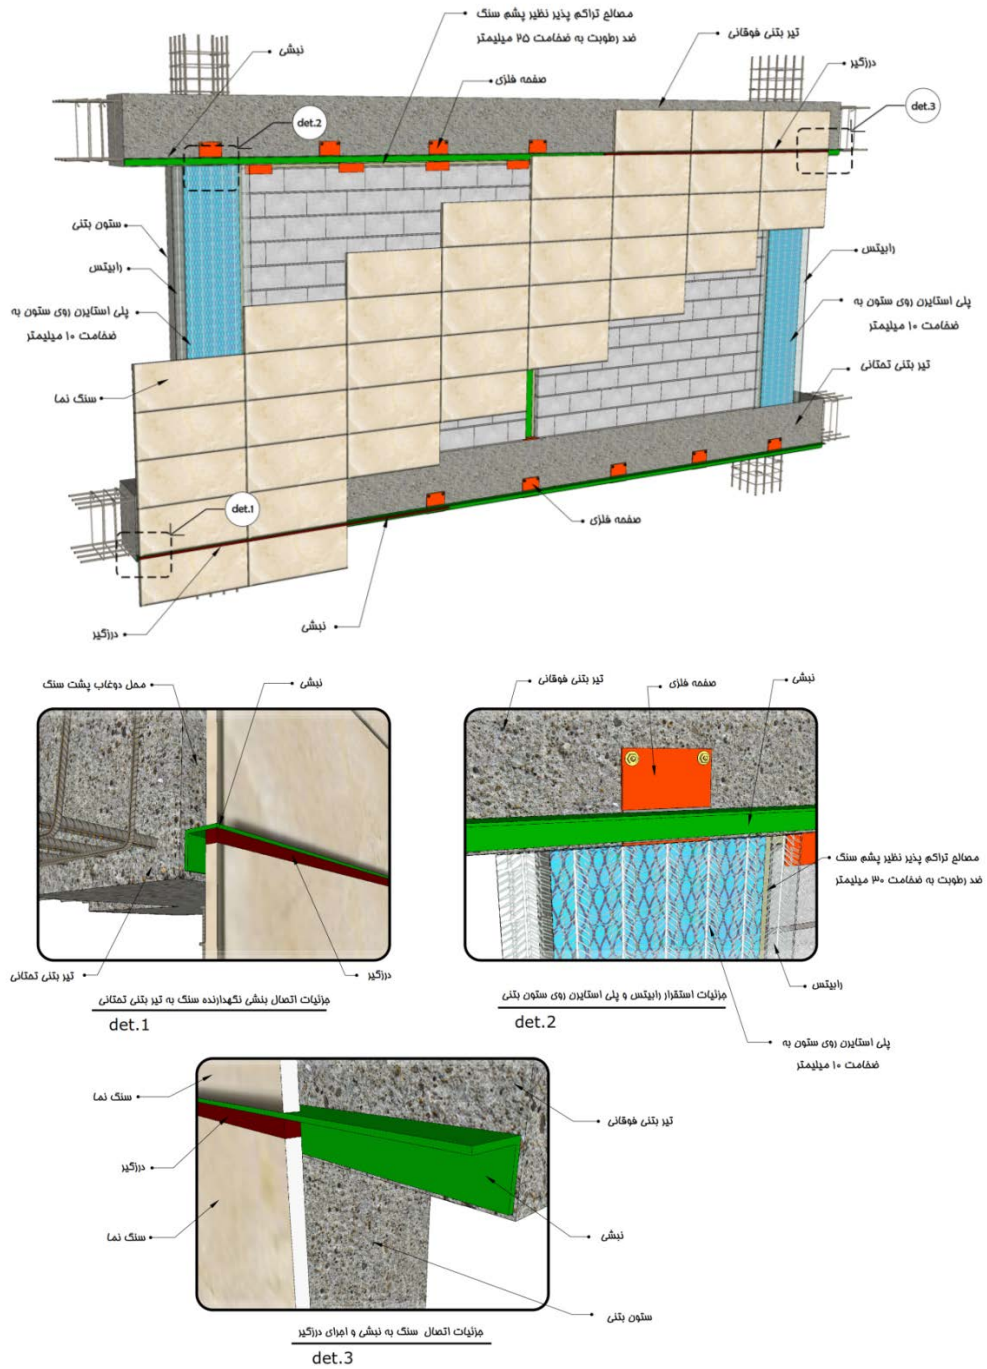 مصالح تراکم پذیر نظیر پشم سنگ
ضد رطوبت به ضخامت ۲۵ میلیمتر
تیر بتنی فوقانی
نبشی
درزگیر
صفحه فلزی
det.3
det.2
ستون بتنی
رابیتس
رابیتس
پلی استایرن روی ستون به
ضخامت ۱۰ میلیمتر
پلی استایرن روی ستون به
ضخامت ۱۰ میلیمتر
تیر بتنی تحتانی
سنگ نما
det.1
صفحه فلزی
نبشی
درزگیر
محل دوغاب پشت سنگ
نبشی
تیر بتنی تحتانی
درزگیر
جزئیات اتصال بنشی نگهدارنده سنگ به تیر بتنی تحتانی
det.1
تیر بتنی فوقانی
صفحه فلزی
نبشی
مصالح تراکم پذیر نظیر پشم سنگ
ضد رطوبت به ضخامت ۳۰ میلیمتر
رابیتس
جزئیات استقرار رابیتس و پلی استایرن روی ستون بتنی
det.2
پلی استایرن روی ستون به
ضخامت ۱۰ میلیمتر
سنگ نما
تیر بتنی فوقانی
درزگیر
سنگ نما
نبشی
ستون بتنی
جزئیات اتصال سنگ به نبشی و اجرای درزگیر
det.3